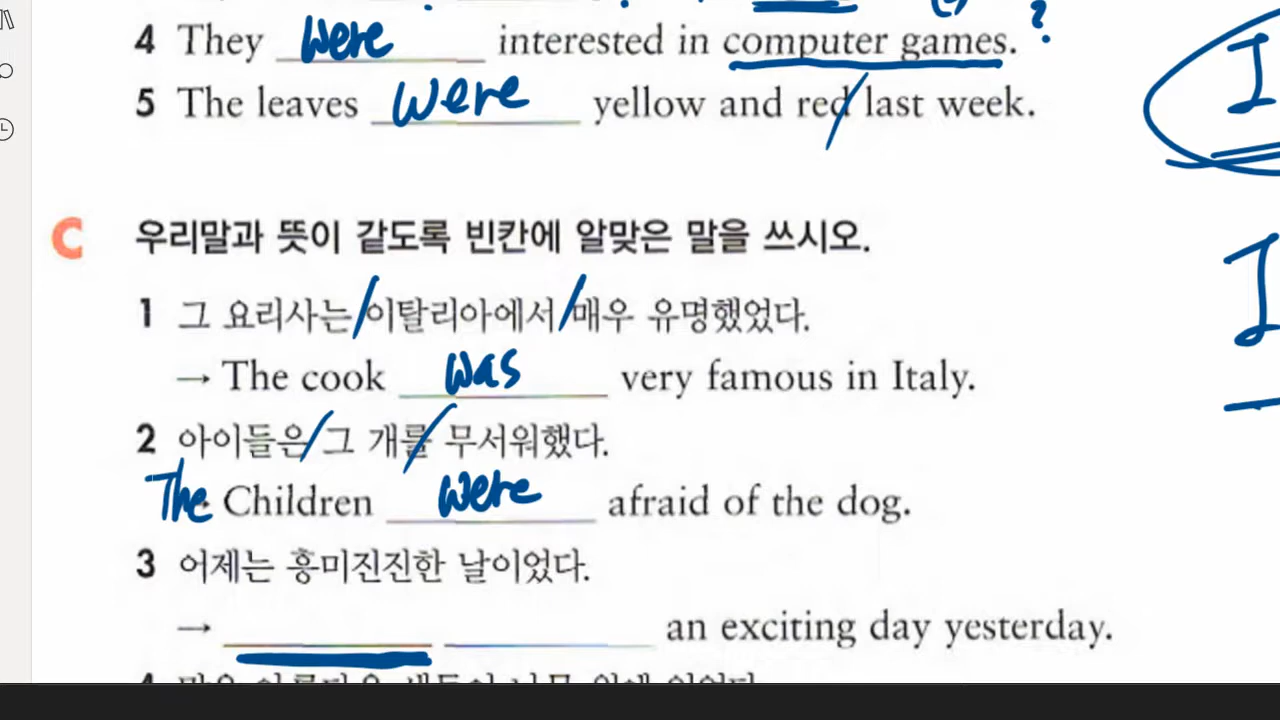 4 They were interested in computer games. ?
5 The leaves were yellow and red / last week.
I
C 우리말과 뜻이 같도록 빈칸에 알맞은 말을 쓰시오.
I
1 그 요리사는/이탈리아에서/매우 유명했었다.
→ The cook was very famous in Italy.
2 아이들은/그 개를/무서워했다.
The Children were afraid of the dog.
3 어제는 흥미진진한 날이었다.
→ an exciting day yesterday.